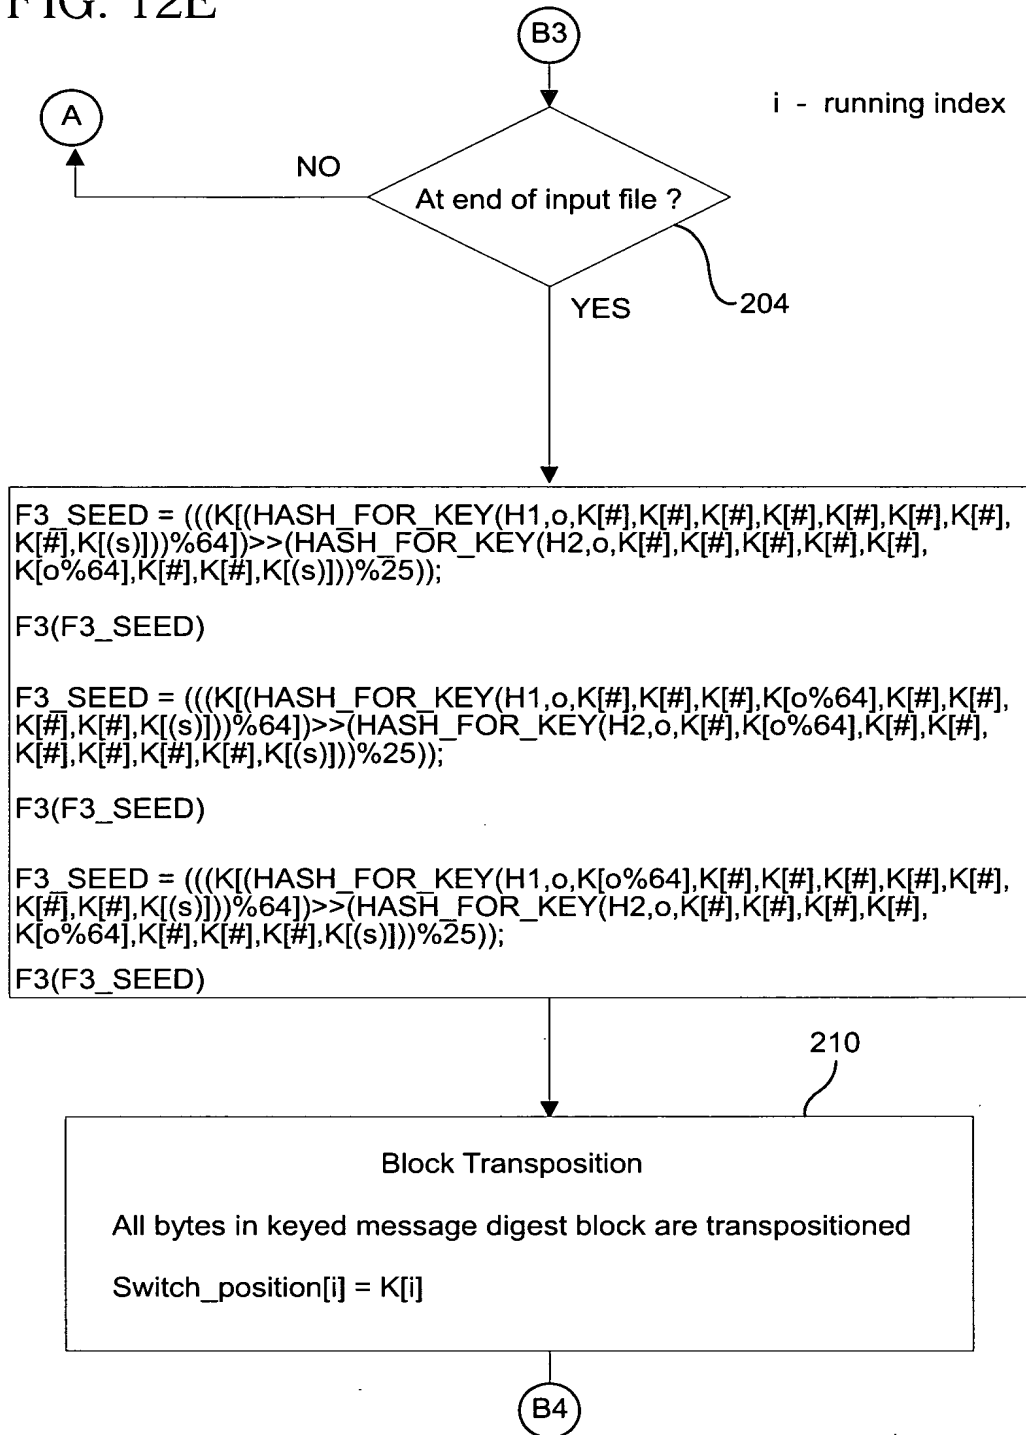 FIG. 12E
B3
A
i - running index
NO
At end of input file ?
204
YES
F3_SEED = (((K[(HASH_FOR_KEY(H1,o,K[#],K[#],K[#],K[#],K[#],K[#],K[#],
K[#],K[(s)]))%64])>>(HASH_FOR_KEY(H2,o,K[#],K[#],K[#],K[#],K[#],
K[o%64],K[#],K[#],K[(s)]))%25));
F3(F3_SEED)
F3_SEED = (((K[(HASH_FOR_KEY(H1,o,K[#],K[#],K[#],K[o%64],K[#],K[#],
K[#],K[#],K[(s)]))%64])>>(HASH_FOR_KEY(H2,o,K[#],K[o%64],K[#],K[#],
K[#],K[#],K[#],K[#],K[(s)]))%25));
F3(F3_SEED)
F3_SEED = (((K[(HASH_FOR_KEY(H1,o,K[o%64],K[#],K[#],K[#],K[#],K[#],
K[#],K[#],K[(s)]))%64])>>(HASH_FOR_KEY(H2,o,K[#],K[#],K[#],K[#],
K[o%64],K[#],K[#],K[#],K[(s)]))%25));
F3(F3_SEED)
210
Block Transposition
All bytes in keyed message digest block are transpositioned
Switch_position[i] = K[i]
B4